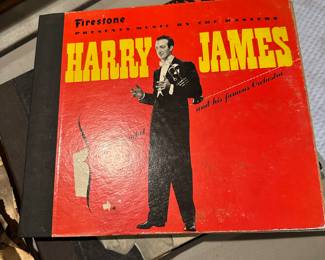 Firestone
PRESENTS MUSIC BY THE MASTERS
HARRY JAMES
and his famous Orchestra